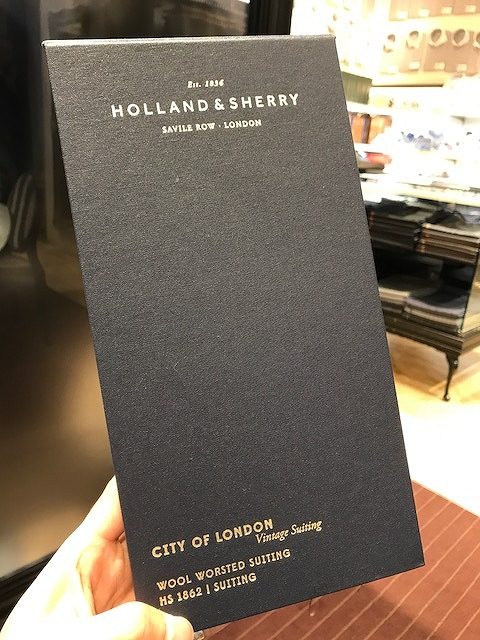 Est. 1836
HOLLAND & SHERRY
SAVILE ROW · LONDON
CITY OF LONDON
Vintage Suiting
WOOL WORSTED SUITING
HS 1862 | SUITING